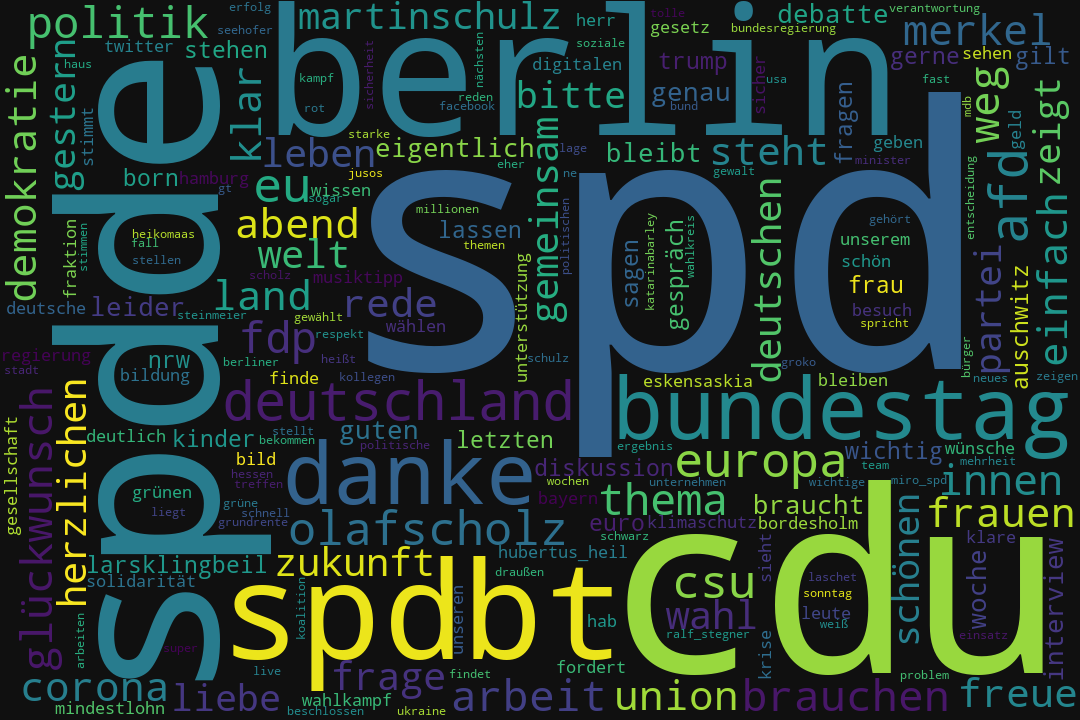 politik
erfolg
seehofer
martinschulz
herr
tolle
gesetz
debatte
verantwortung
bundesregierung
merkel
twitter
stehen
berlin
soziale
digitalen
trump
gerne
sehen
gilt
haus
gestern
klar
kampf
sicherheit
nächsten
reden
bitte
genau
usa
sicher
fast
demokratie
stimmt
rot
facebook
bund
fragen
weg
mdb
geld
zeigt
starke
leben
eigentlich
lage
bleibt
steht
geben
minister
born
hamburg
gt
jusos
eu
wissen
sogar
eher
ne
gewalt
gemeinsam
afd
entscheidung
spdde
heikomaas
fall
stellen
abend
millionen
lassen
themen
spd
politischen
sagen
katarinabarley
gespräch
wahlkreis
deutschen
gehört
unserem
schön
frau
besuch
spricht
fraktion
stimmen
welt
scholz
musiktipp
land
unterstützung
partei
auschwitz
einfach
deutsche
leider
steinmeier
gewählt
rede
wählen
fdp
respekt
regierung
stadt
nrw
bildung
berliner
heißt
finde
kollegen
schulz
groko
bürger
neues
zeigen
eskensaskia
bleiben
deutschland
bundestag
gesellschaft
glückwunsch
herzlichen
deutlich
kinder
stellt
bekommen
guten
politische
letzten
ergebnis
wichtig
wünsche
mehrheit
bild
hessen
treffen
danke
diskussion
wochen
europa
team
unternehmen
wichtige
miro_spd
innen
grünen
liegt
grüne
schnell
grundrente
bayern
thema
braucht
frauen
olafscholz
euro
klimaschutz
bordesholm
schwarz
klare
larsklingbeil
solidarität
zukunft
hubertus_heil
draußen
csu
sieht
laschet
sonntag
schönen
woche
interview
spdbt
cdu
koalition
unseren
hab
wahl
leute
weiß
ralf_stegner
einsatz
arbeiten
super
live
frage
findet
fordert
krise
problem
corona
mindestlohn
liebe
wahlkampf
beschlossen
ukraine
arbeit
union
brauchen
freue